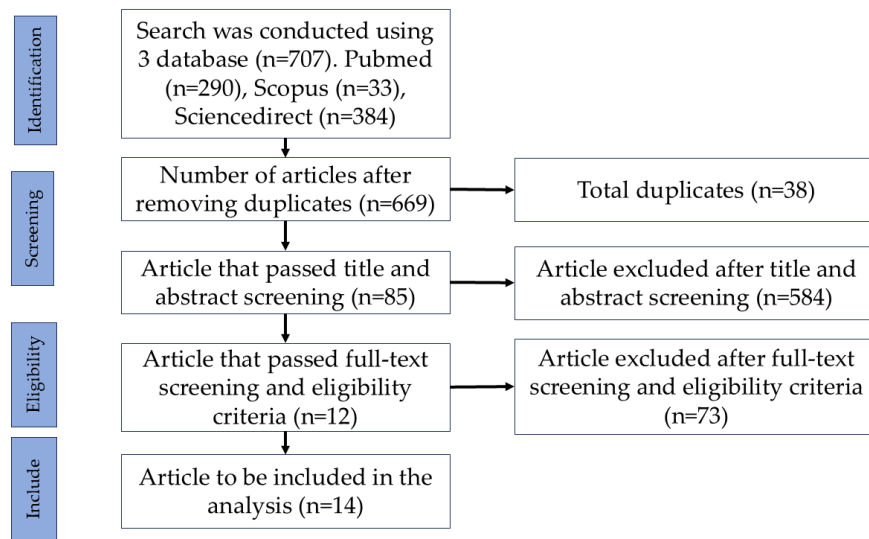 Identification
Search was conducted using
3 database (n=707). Pubmed
(n=290), Scopus (n=33),
Sciencedirect (n=384)
Screening
Number of articles after
removing duplicates (n=669)
Total duplicates (n=38)
Article that passed title and
abstract screening (n=85)
Article excluded after title and
abstract screening (n=584)
Eligibility
Article that passed full-text
screening and eligibility
criteria (n=12)
Article excluded after full-text
screening and eligibility criteria
(n=73)
Include
Article to be included in the
analysis (n=14)